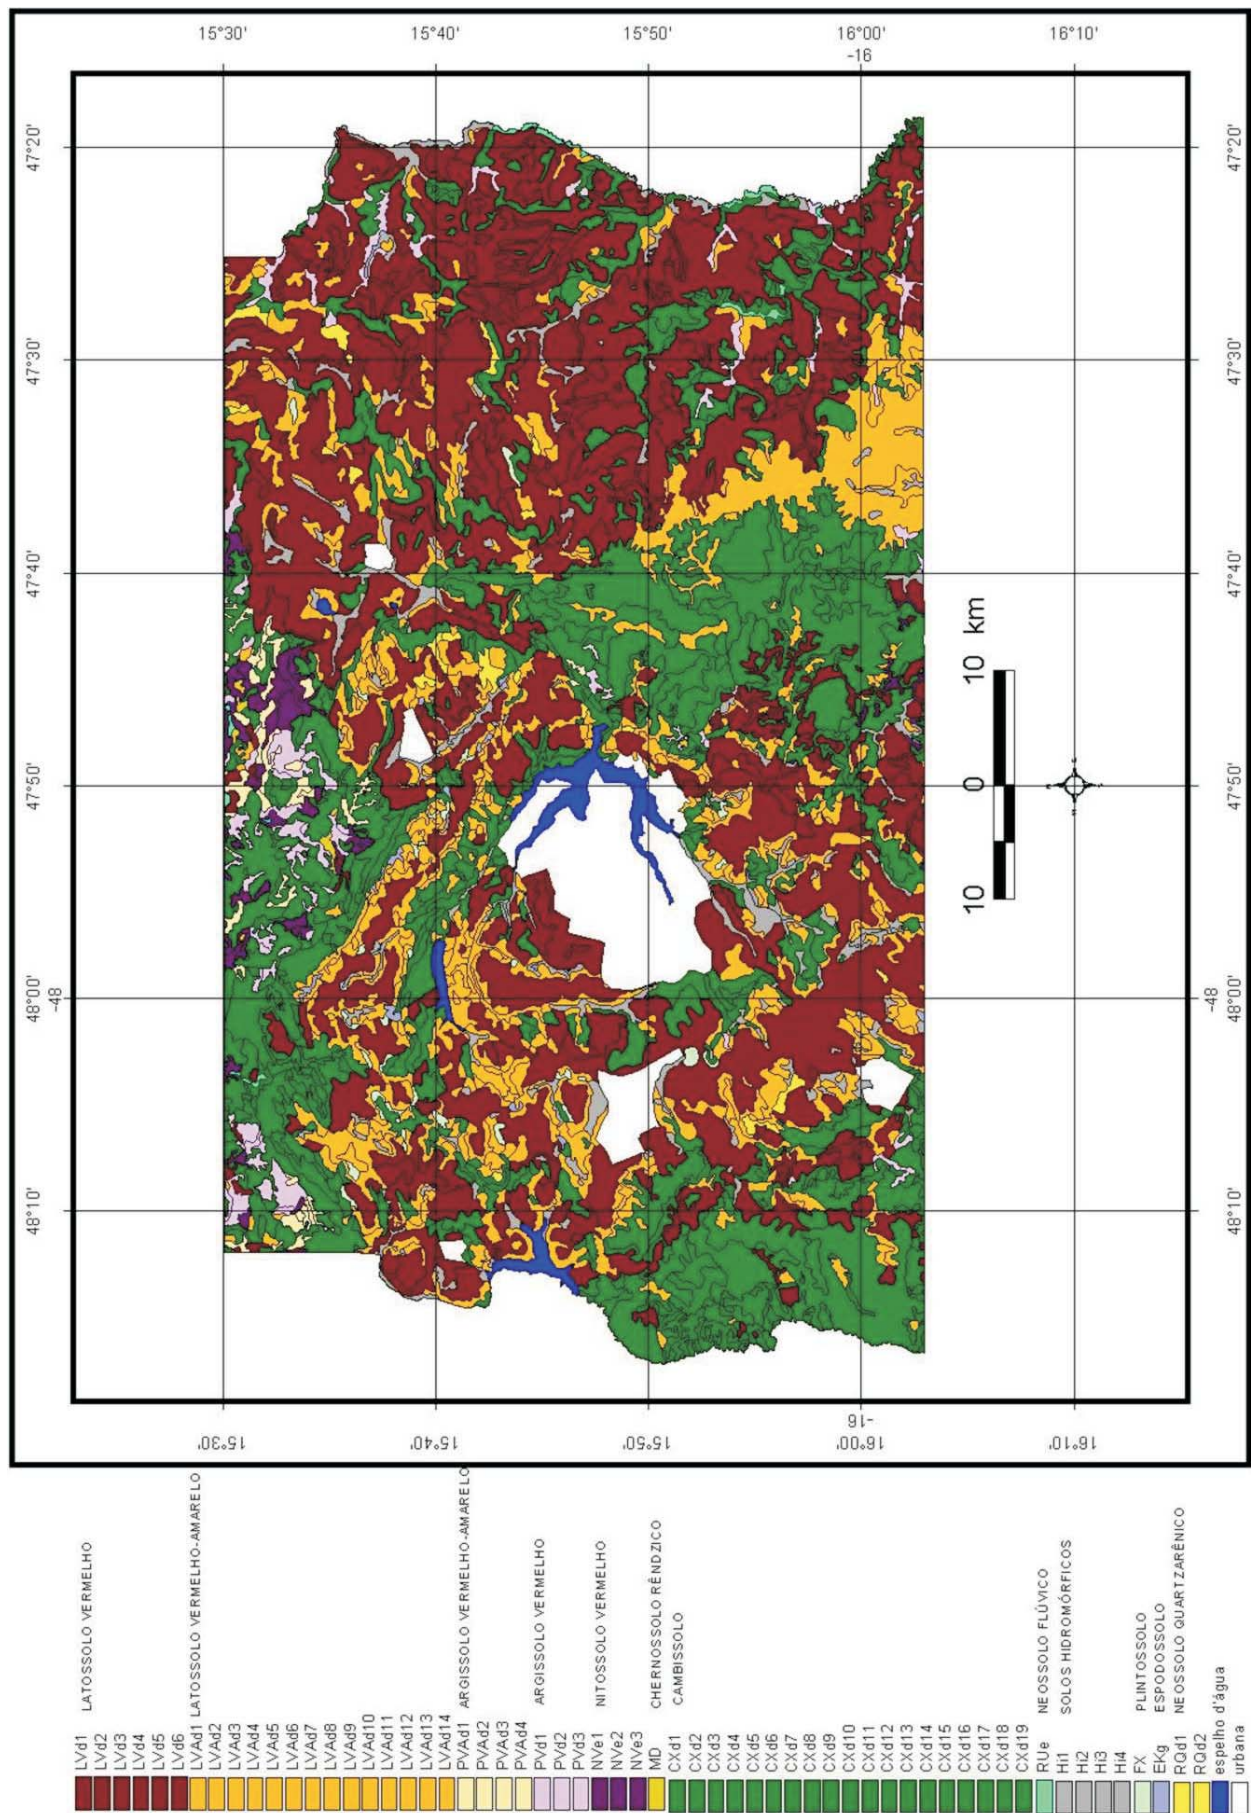 15°30' 15°40' 15°50' 16°00' 16°10'
-16
47°20' 47°20'
47°30' 47°30'
47°40' 47°40'
47°50' 47°50'
48°00' 48°00'
-48 -48
48°10' 48°10'
10 0 10 km
-16
15°30' 15°40' 15°50' 16°00' 16°10'
LVd1 LATOSSOLO VERMELHO
LVd2
LVd3
LVd4
LVd5
LVd6
LVAd1 LATOSSOLO VERMELHO-AMARELO
LVAd2
LVAd3
LVAd4
LVAd5
LVAd6
LVAd7
LVAd8
LVAd9
LVAd10
LVAd11
LVAd12
LVAd13
LVAd14
PVAd1 ARGISSOLO VERMELHO-AMARELO
PVAd2
PVAd3
PVAd4
PVd1 ARGISSOLO VERMELHO
PVd2
PVd3
NVe1 NITOSSOLO VERMELHO
NVe2
NVe3
MD CHERNOSSOLO RÊNDZICO
CXd1 CAMBISSOLO
CXd2
CXd3
CXd4
CXd5
CXd6
CXd7
CXd8
CXd9
CXd10
CXd11
CXd12
CXd13
CXd14
CXd15
CXd16
CXd17
CXd18
CXd19
RUe NEOSSOLO FLÚVICO
Hi1 SOLOS HIDROMÓRFICOS
Hi2
Hi3
Hi4
FX PLINTOSSOLO
EKg ESPODOSSOLO
RQd1 NEOSSOLO QUARTZARÊNICO
RQd2
espelho d'água
urbana